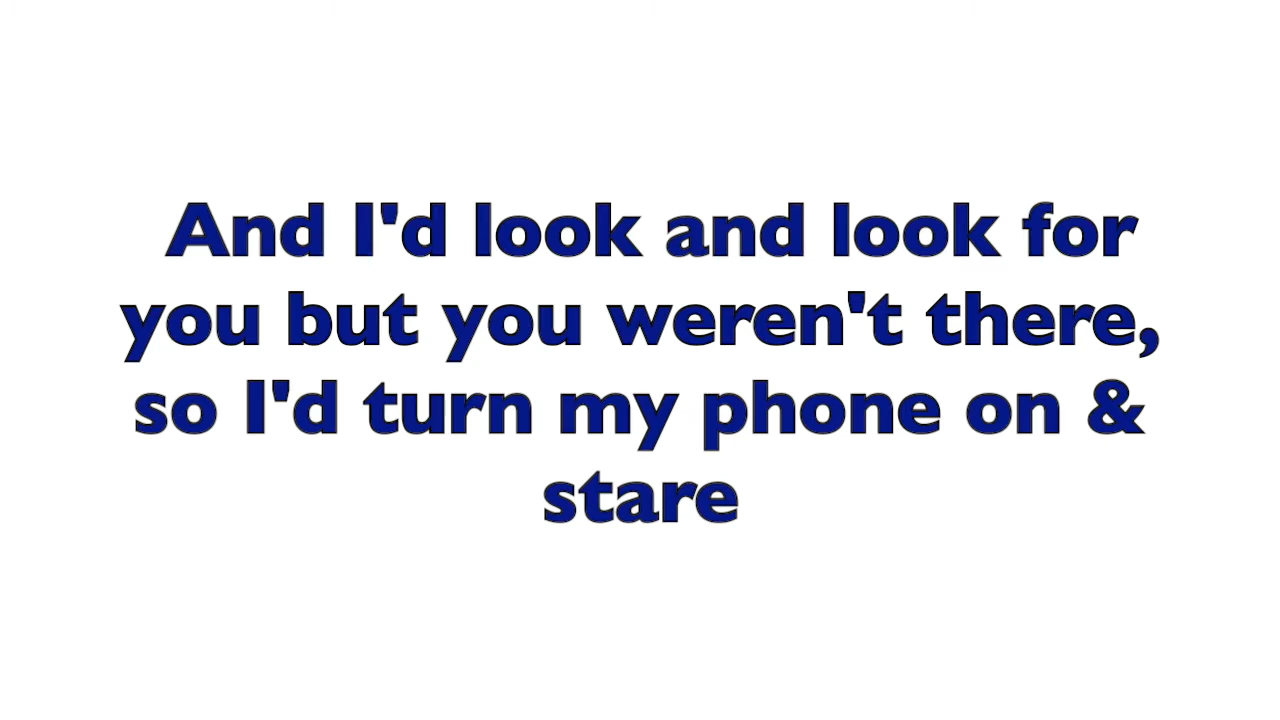 And I'd look and look for
you but you weren't there,
so I'd turn my phone on &
stare